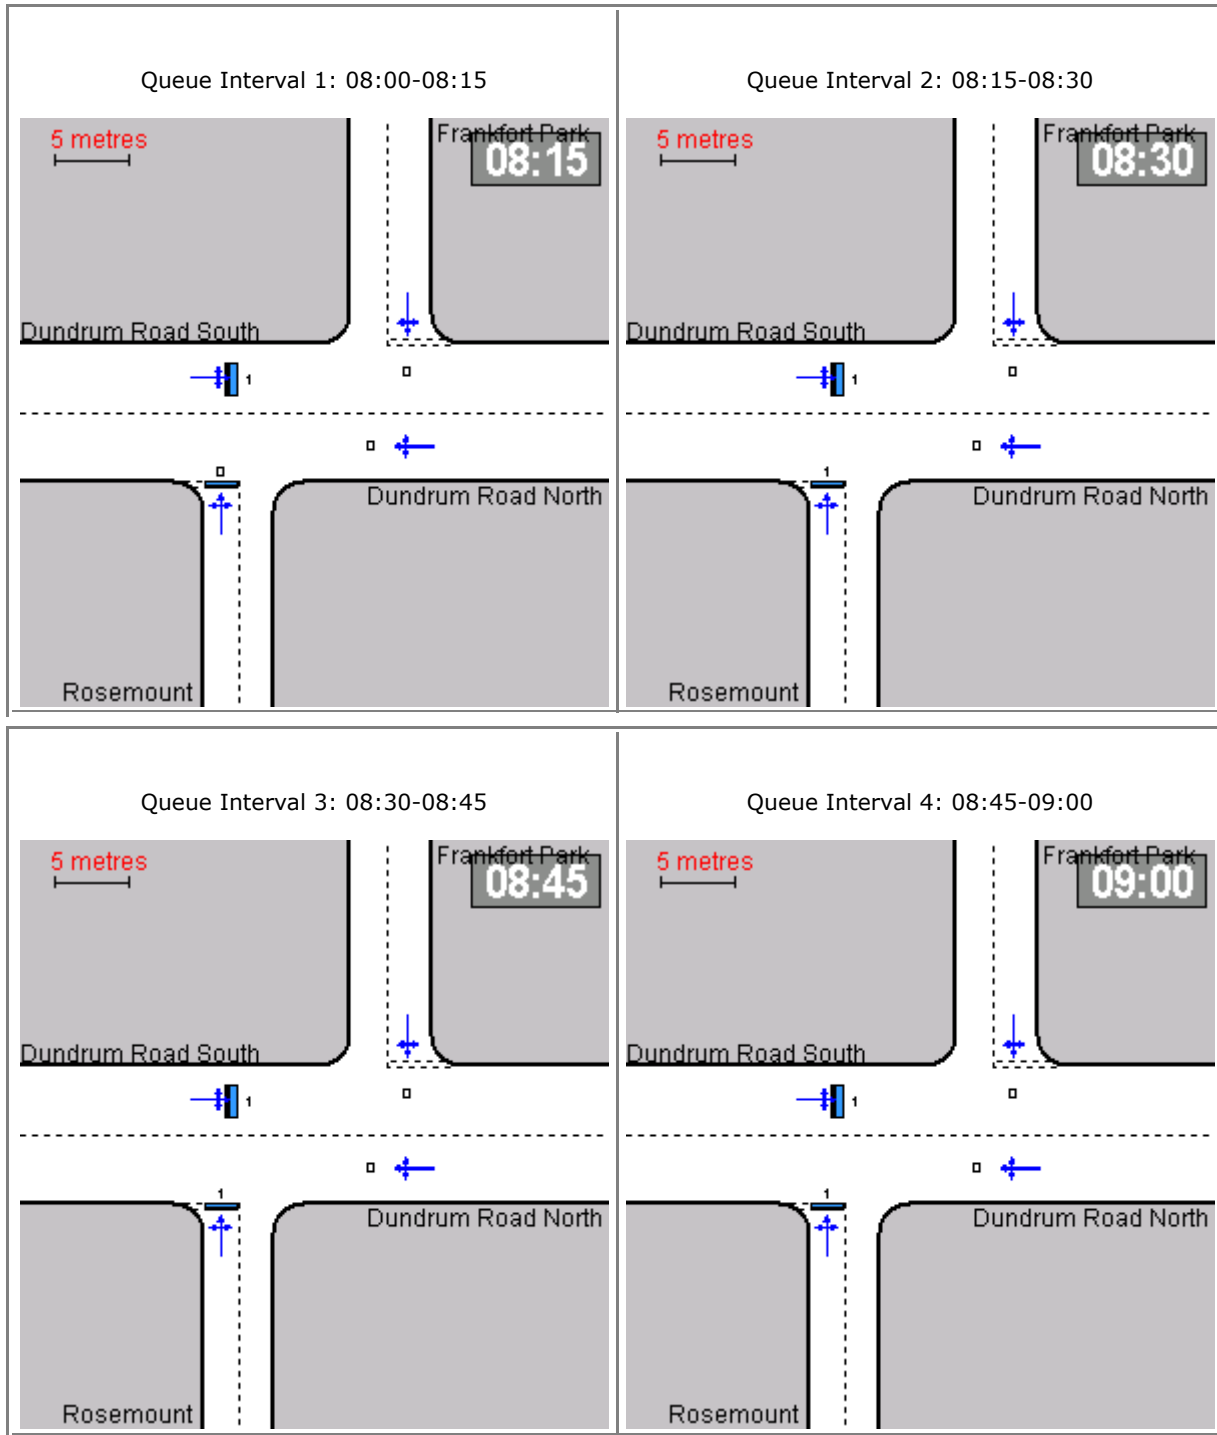 Queue Interval 1: 08:00-08:15
5 metres
Frankfort Park
08:15
Dundrum Road South
1
0
0
0
Dundrum Road North
Rosemount
Queue Interval 2: 08:15-08:30
5 metres
Frankfort Park
08:30
Dundrum Road South
1
0
0
1
Dundrum Road North
Rosemount
Queue Interval 3: 08:30-08:45
5 metres
Frankfort Park
08:45
Dundrum Road South
1
0
0
1
Dundrum Road North
Rosemount
Queue Interval 4: 08:45-09:00
5 metres
Frankfort Park
09:00
Dundrum Road South
1
0
0
1
Dundrum Road North
Rosemount